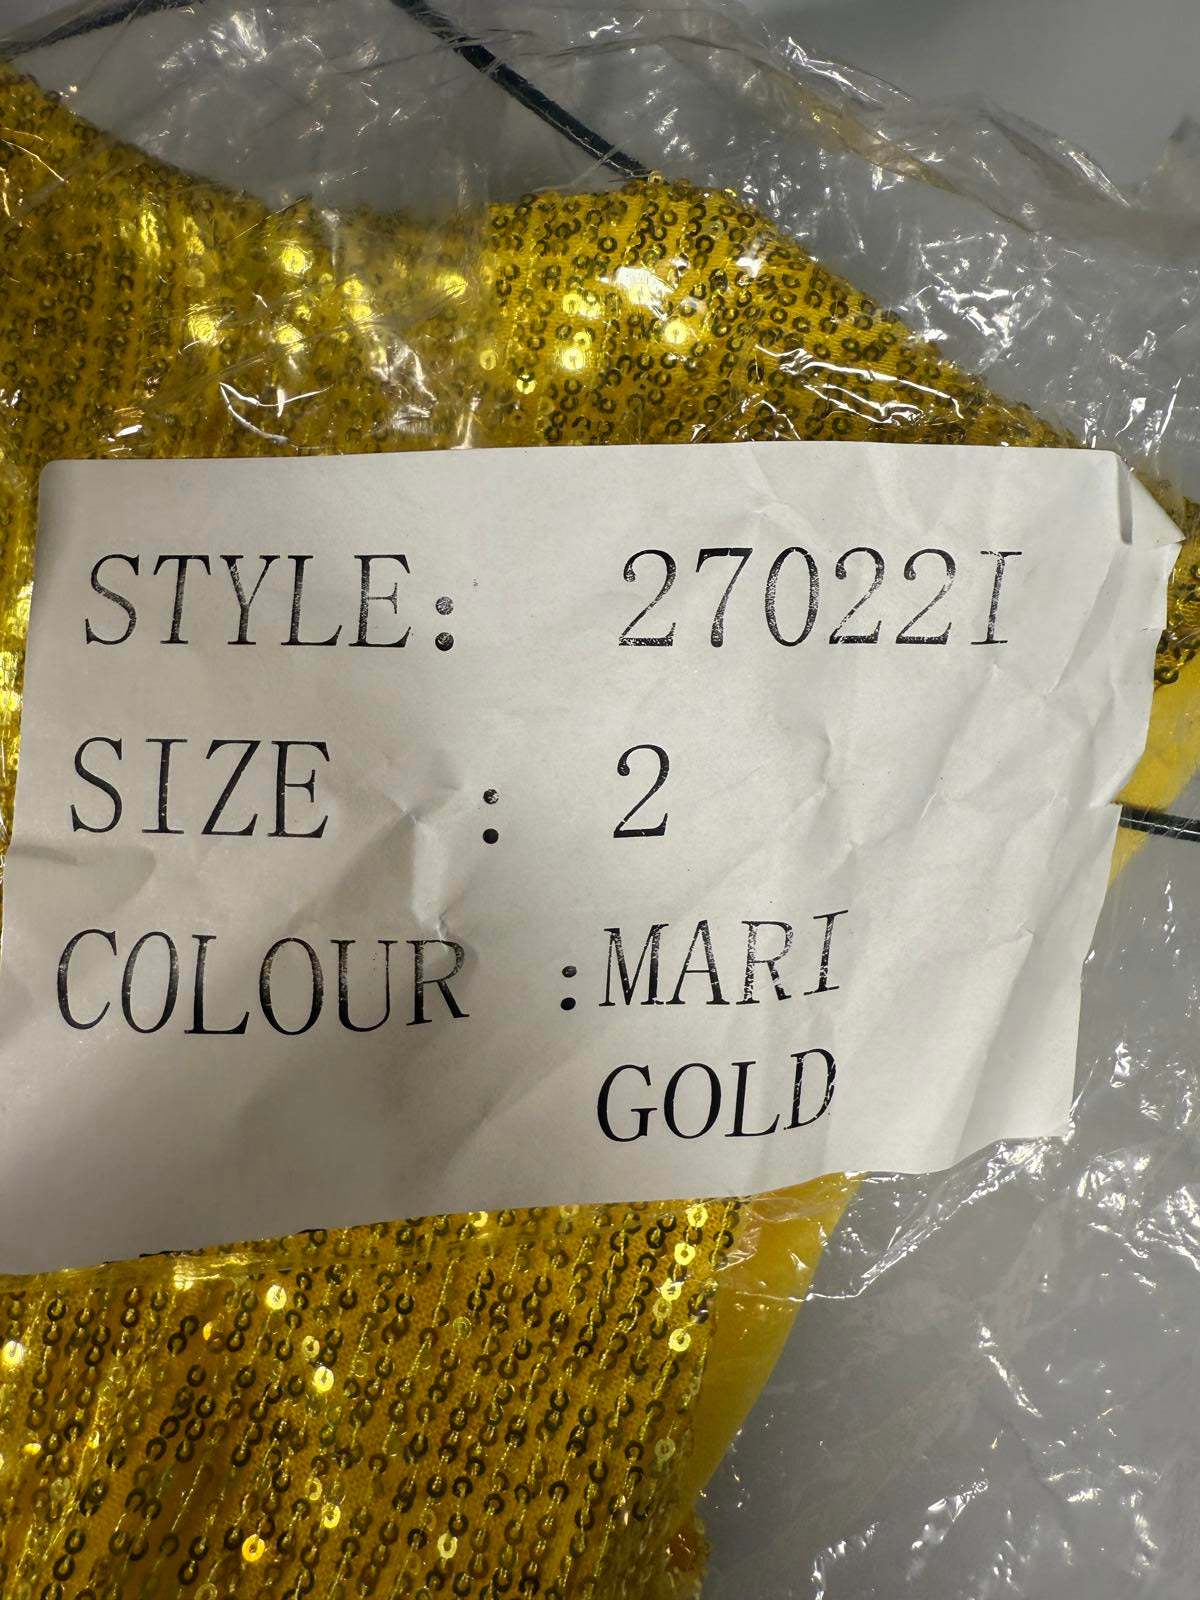 STYLE: 27022I
SIZE : 2
COLOUR :MARI
GOLD